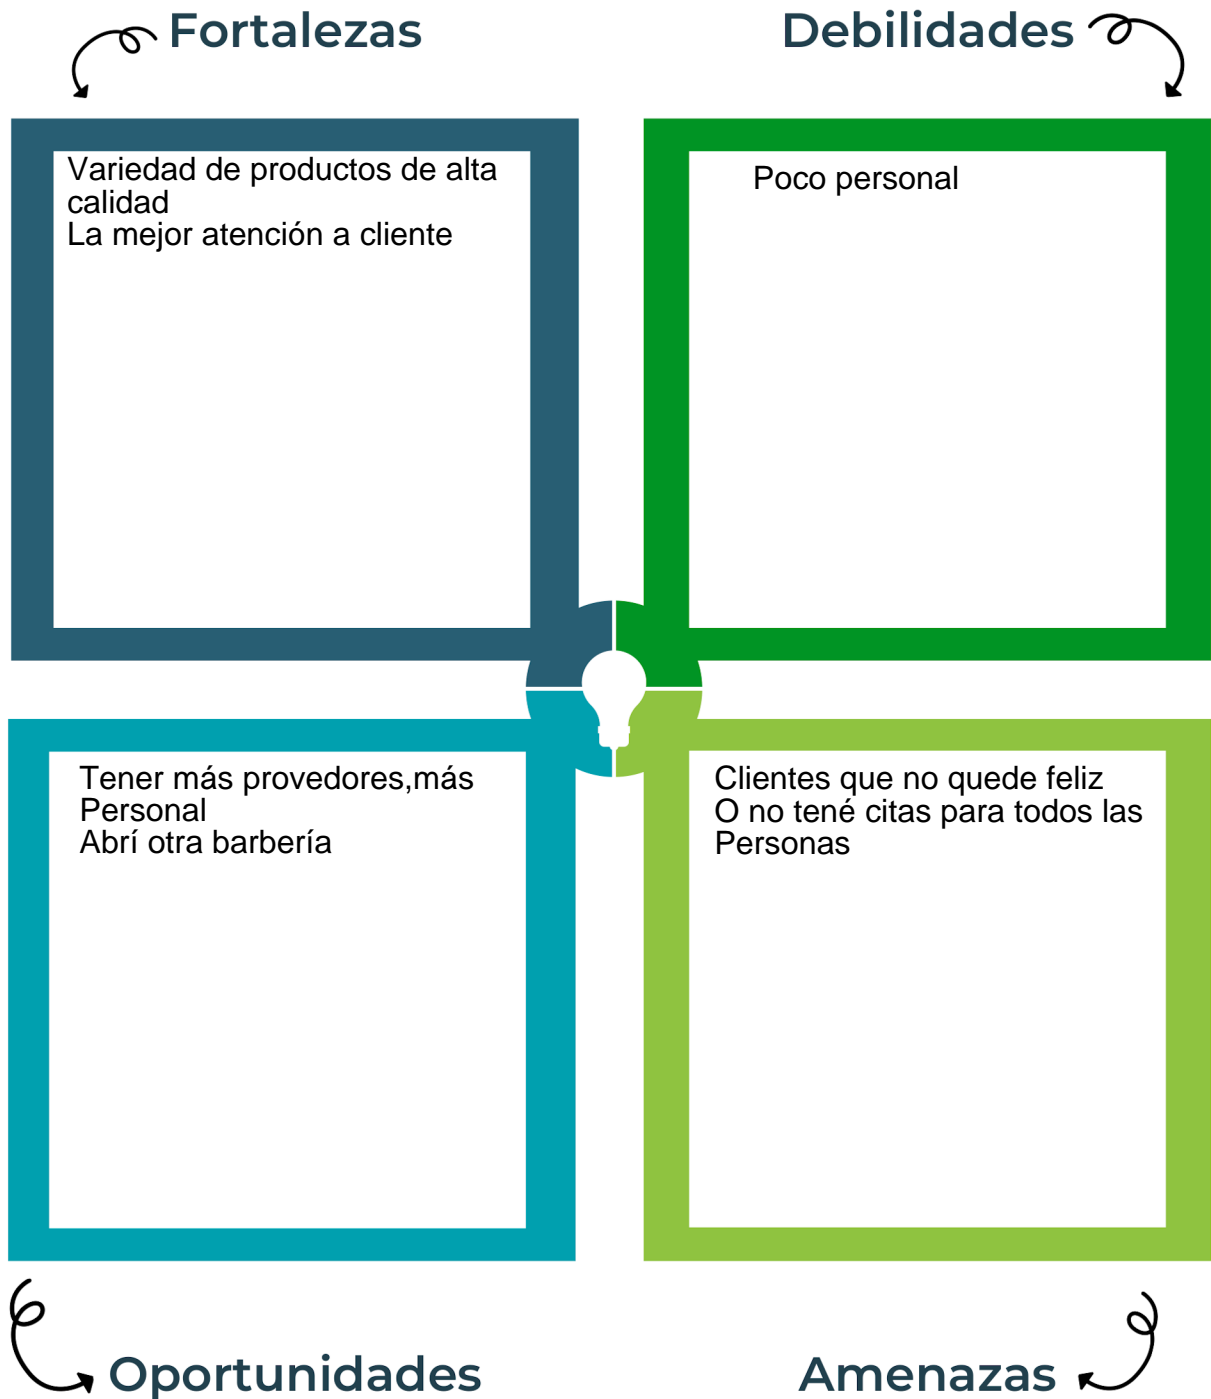 Fortalezas
Variedad de productos de alta
calidad
La mejor atención a cliente
Debilidades
Poco personal
Tener más provedores,más
Personal
Abrí otra barbería
Oportunidades
Clientes que no quede feliz
O no tené citas para todos las
Personas
Amenazas